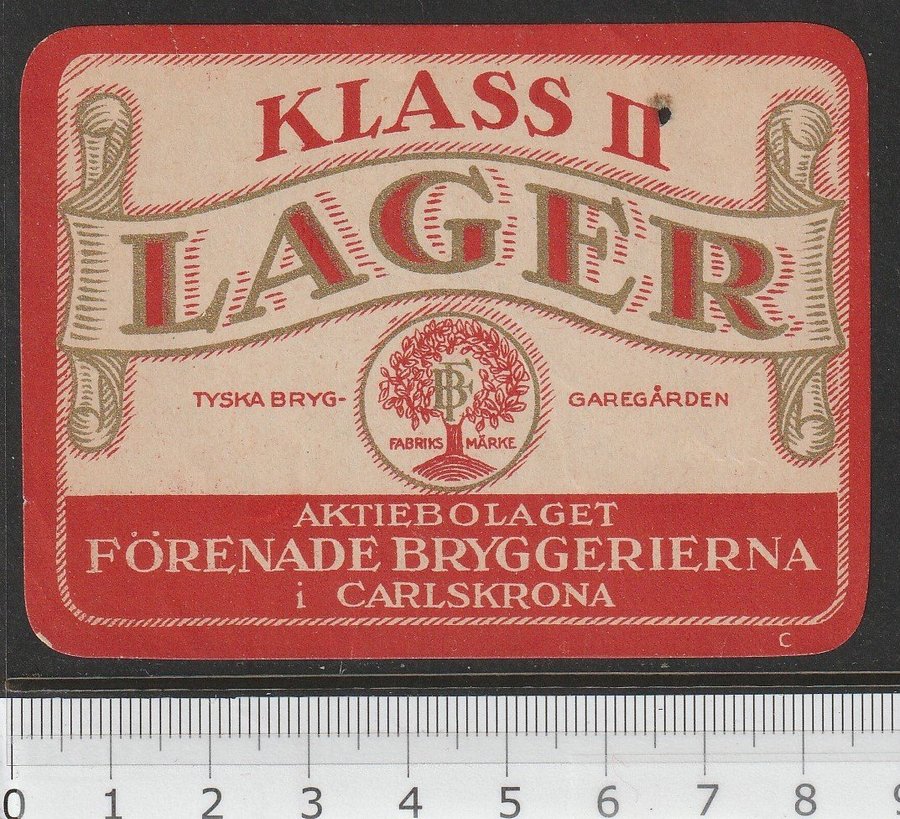 KLASS II
LAGER
BF
TYSKA BRYG- GAREGÅRDEN
FABRIKS MÄRKE
AKTIEBOLAGET
FÖRENADE BRYGGERIERNA
i CARLSKRONA
C
0 1 2 3 4 5 6 7 8 9